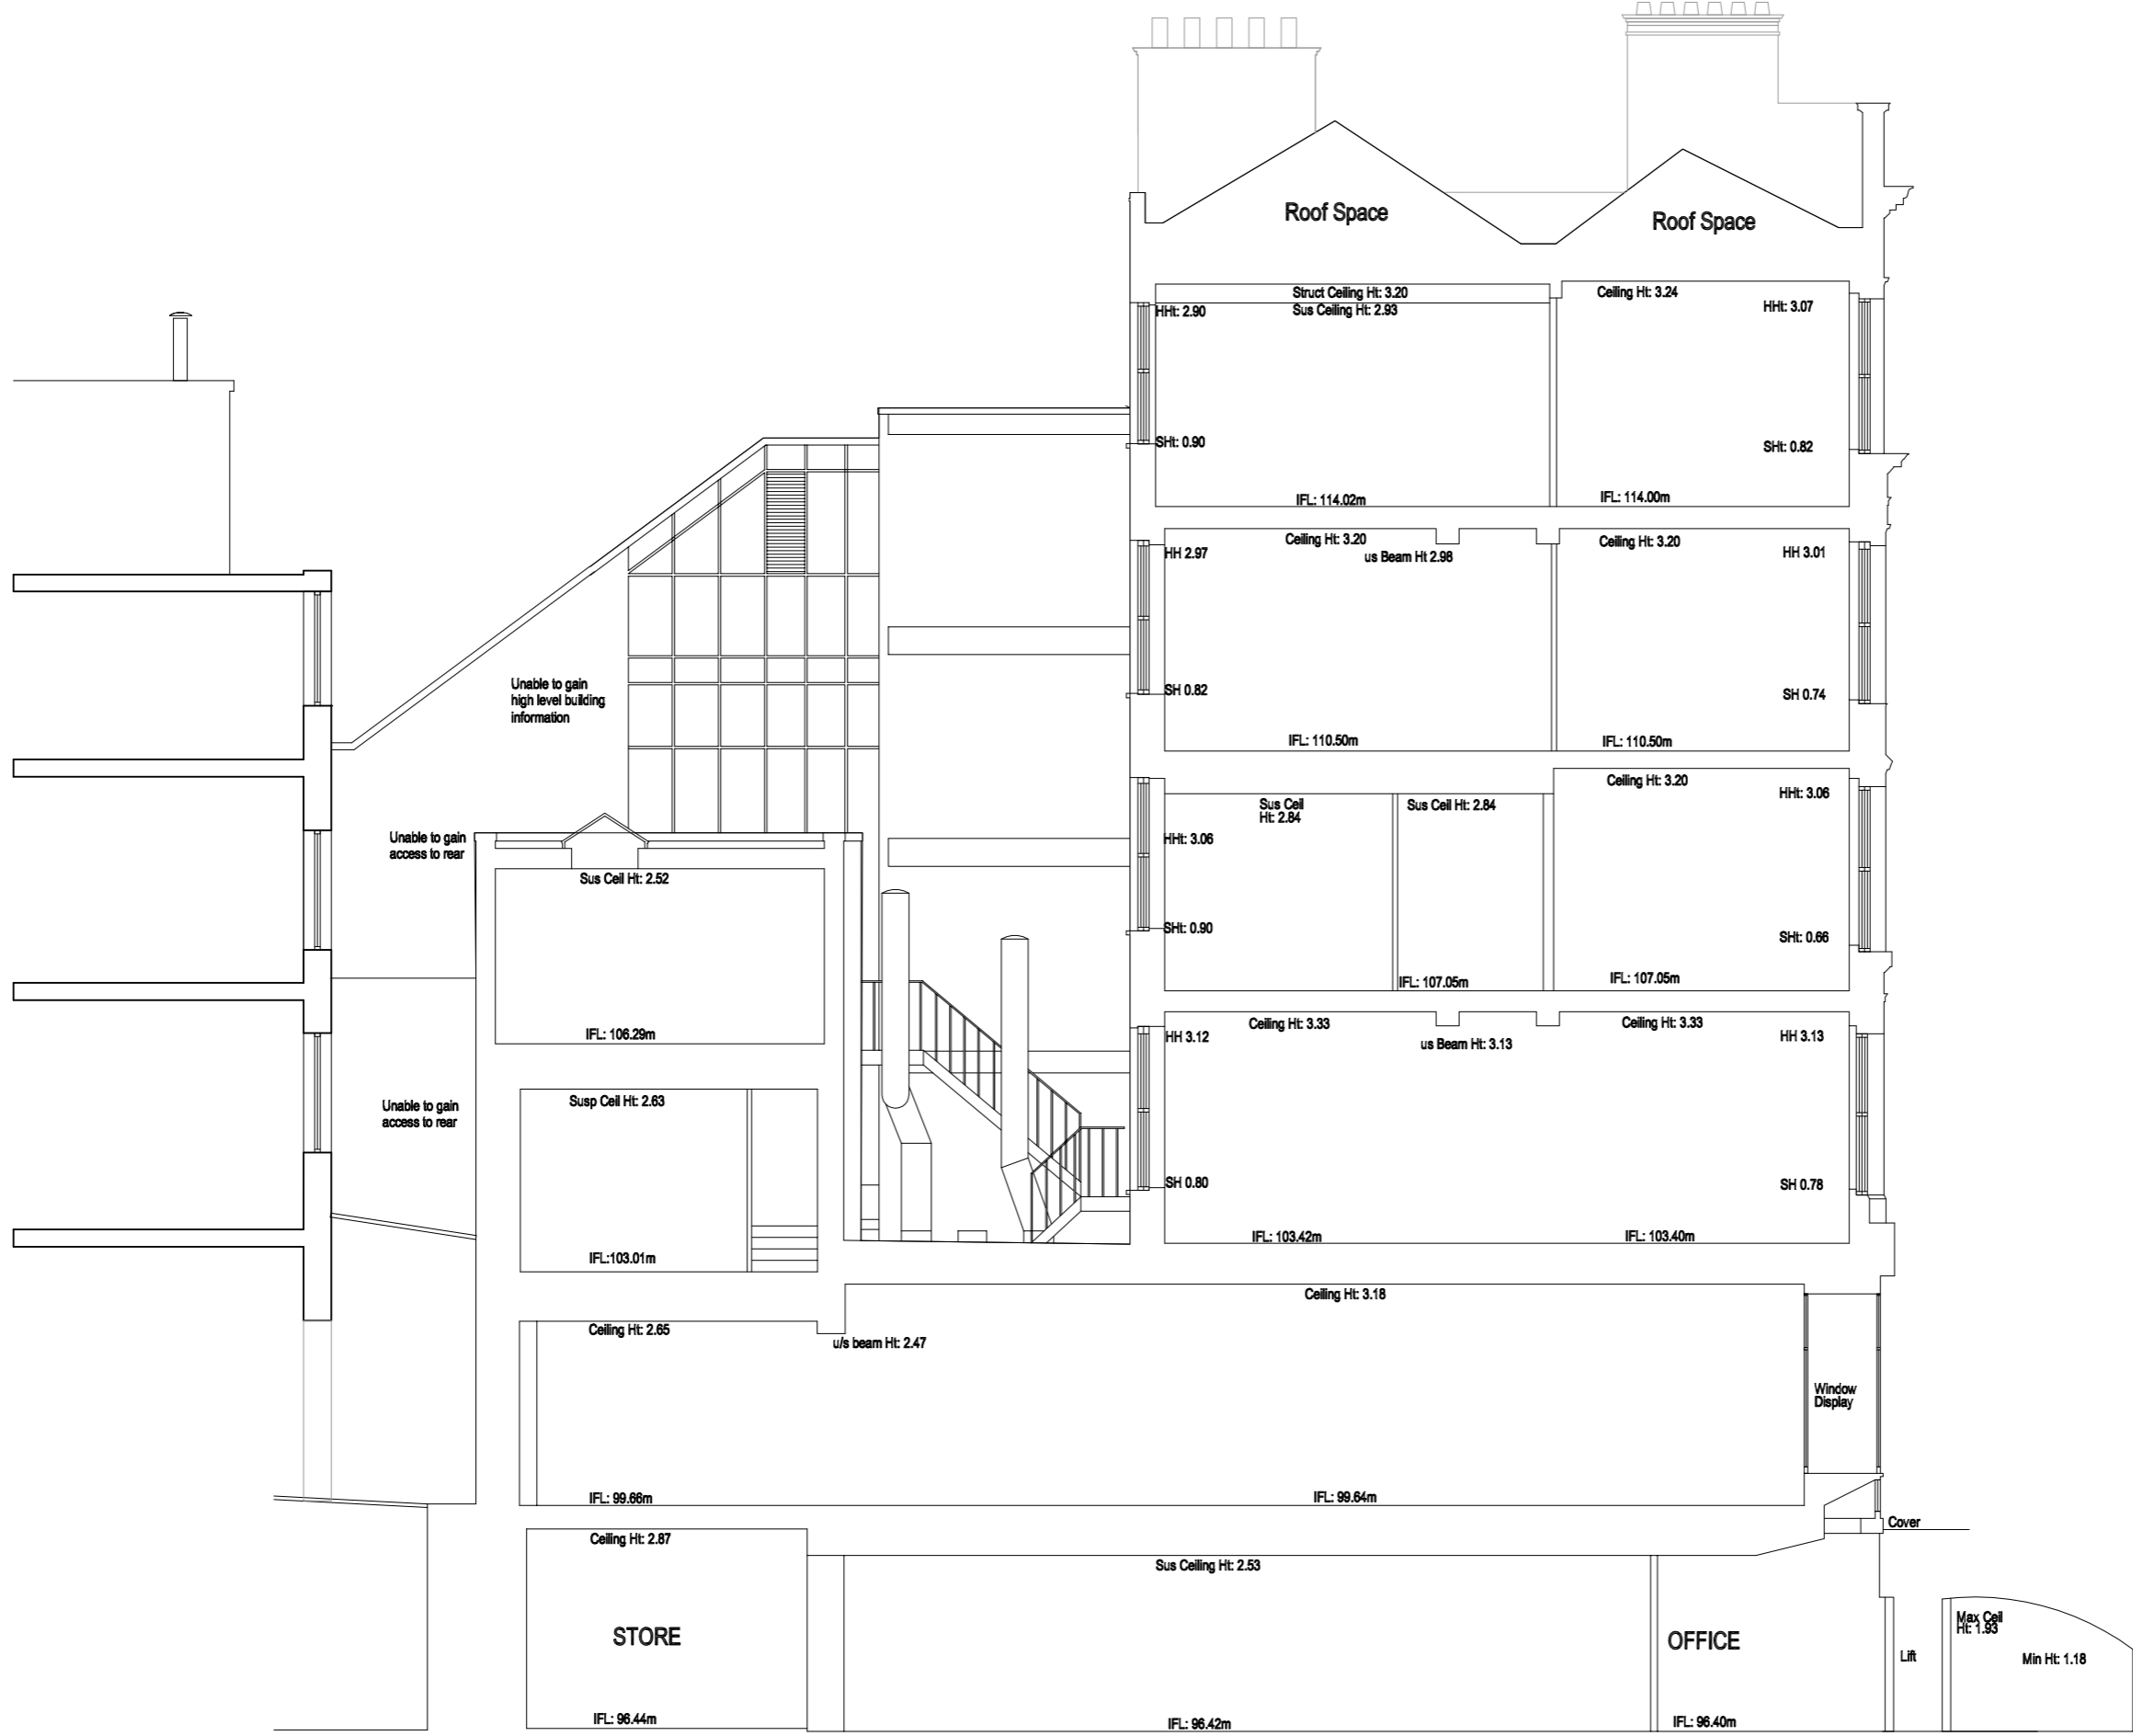 Roof Space
Roof Space
Struct Ceiling Ht: 3.20
Sus Ceiling Ht: 2.93
Ceiling Ht: 3.24
HHt: 2.90
HHt: 3.07
SHt: 0.90
SHt: 0.82
IFL: 114.02m
IFL: 114.00m
Ceiling Ht: 3.20
us Beam Ht 2.98
Ceiling Ht: 3.20
HH 2.97
HH 3.01
SH 0.82
SH 0.74
IFL: 110.50m
IFL: 110.50m
Unable to gain
high level building
information
Ceiling Ht: 3.20
Sus Ceil
Ht: 2.84
Sus Ceil Ht: 2.84
HHt: 3.06
HHt: 3.06
SHt: 0.90
SHt: 0.66
IFL: 107.05m
IFL: 107.05m
Unable to gain
access to rear
Sus Ceil Ht: 2.52
IFL: 106.29m
Ceiling Ht: 3.33
us Beam Ht: 3.13
Ceiling Ht: 3.33
HH 3.12
HH 3.13
SH 0.80
SH 0.78
IFL: 103.42m
IFL: 103.40m
Unable to gain
access to rear
Susp Ceil Ht: 2.63
IFL:103.01m
Ceiling Ht: 3.18
Ceiling Ht: 2.65
u/s beam Ht: 2.47
Window
Display
IFL: 99.66m
IFL: 99.64m
Cover
Ceiling Ht: 2.87
Sus Ceiling Ht: 2.53
STORE
OFFICE
Lift
Max Ceil
Ht: 1.93
Min Ht: 1.18
IFL: 96.44m
IFL: 96.42m
IFL: 96.40m